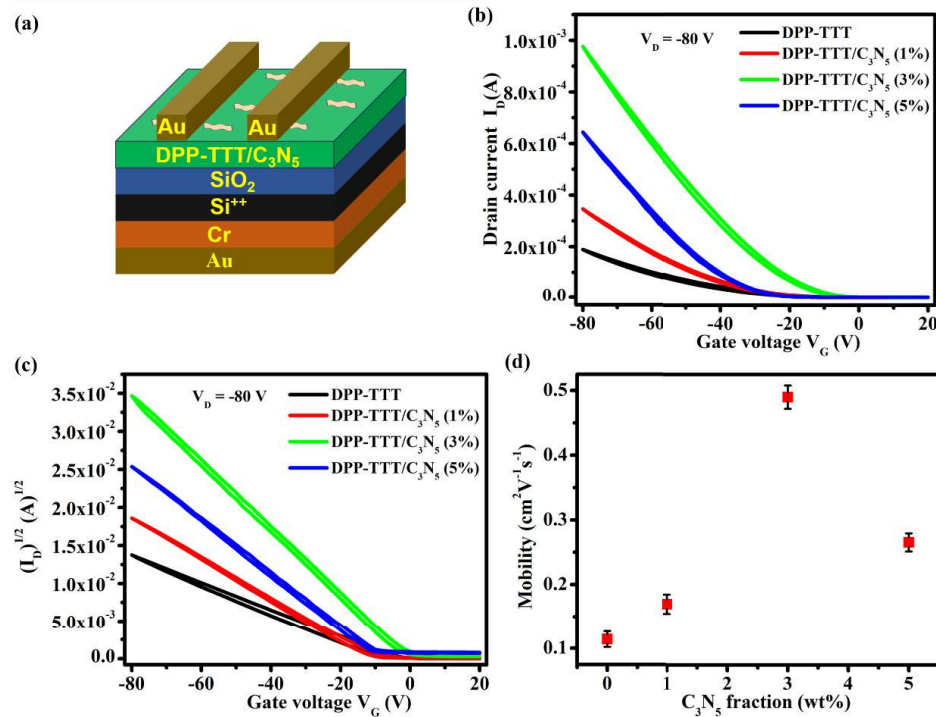 (a)
Au
Au
DPP-TTT/C₃N₅
SiO₂
Si⁺⁺
Cr
Au
(b)
V_D = -80 V
DPP-TTT
DPP-TTT/C₃N₅ (1%)
DPP-TTT/C₃N₅ (3%)
DPP-TTT/C₃N₅ (5%)
Drain current I_D(A)
1.0x10⁻³
8.0x10⁻⁴
6.0x10⁻⁴
4.0x10⁻⁴
2.0x10⁻⁴
0.0
-80 -60 -40 -20 0 20
Gate voltage V_G (V)
(c)
V_D = -80 V
DPP-TTT
DPP-TTT/C₃N₅ (1%)
DPP-TTT/C₃N₅ (3%)
DPP-TTT/C₃N₅ (5%)
(I_D)^1/2 (A)^1/2
3.5x10⁻²
3.0x10⁻²
2.5x10⁻²
2.0x10⁻²
1.5x10⁻²
1.0x10⁻²
5.0x10⁻³
0.0
-80 -60 -40 -20 0 20
Gate voltage V_G (V)
(d)
Mobility (cm²V⁻¹s⁻¹)
0.5
0.4
0.3
0.2
0.1
0 1 2 3 4 5
C₃N₅ fraction (wt%)